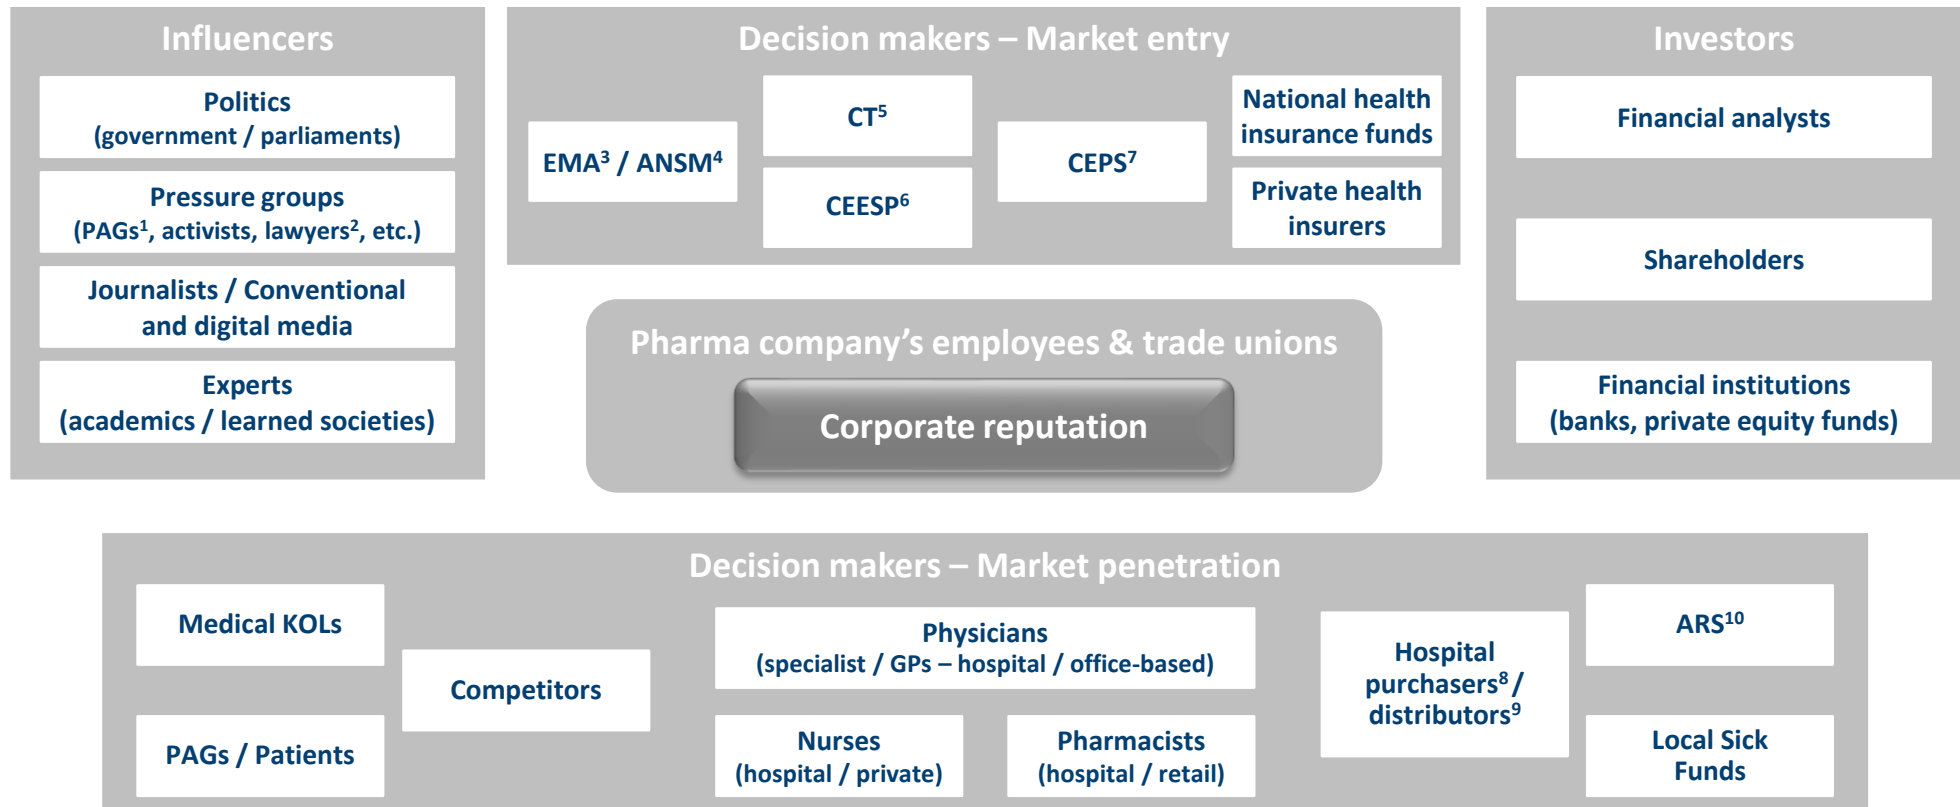 Influencers
Politics
(government / parliaments)
Pressure groups
(PAGs¹, activists, lawyers², etc.)
Journalists / Conventional
and digital media
Experts
(academics / learned societies)
Decision makers – Market entry
EMA³ / ANSM⁴
CT⁵
CEESP⁶
CEPS⁷
National health
insurance funds
Private health
insurers
Investors
Financial analysts
Shareholders
Financial institutions
(banks, private equity funds)
Pharma company’s employees & trade unions
Corporate reputation
Decision makers – Market penetration
Medical KOLs
PAGs / Patients
Competitors
Physicians
(specialist / GPs – hospital / office-based)
Nurses
(hospital / private)
Pharmacists
(hospital / retail)
Hospital
purchasers⁸ /
distributors⁹
ARS¹⁰
Local Sick
Funds